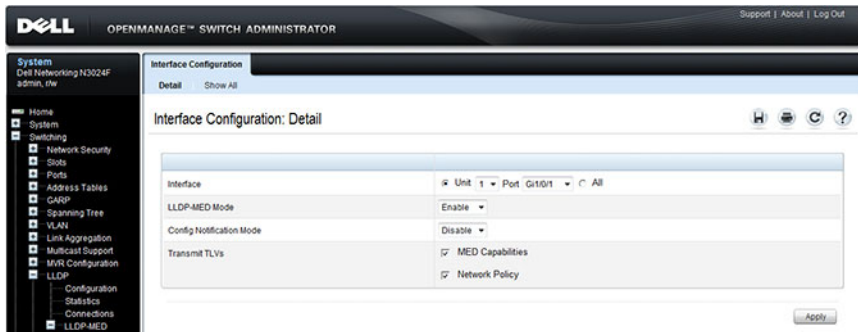 Support | About | Log Out
DELL OPENMANAGE™ SWITCH ADMINISTRATOR
System
Dell Networking N3024F
admin, r/w
Home
System
Switching
Network Security
Slots
Ports
Address Tables
GARP
Spanning Tree
VLAN
Link Aggregation
Multicast Support
MVR Configuration
LLDP
Configuration
Statistics
Connections
LLDP-MED
Interface Configuration
Detail Show All
Interface Configuration: Detail
Interface Unit 1 Port Gi1/0/1 All
LLDP-MED Mode Enable
Config Notification Mode Disable
Transmit TLVs MED Capabilities
Network Policy
Apply